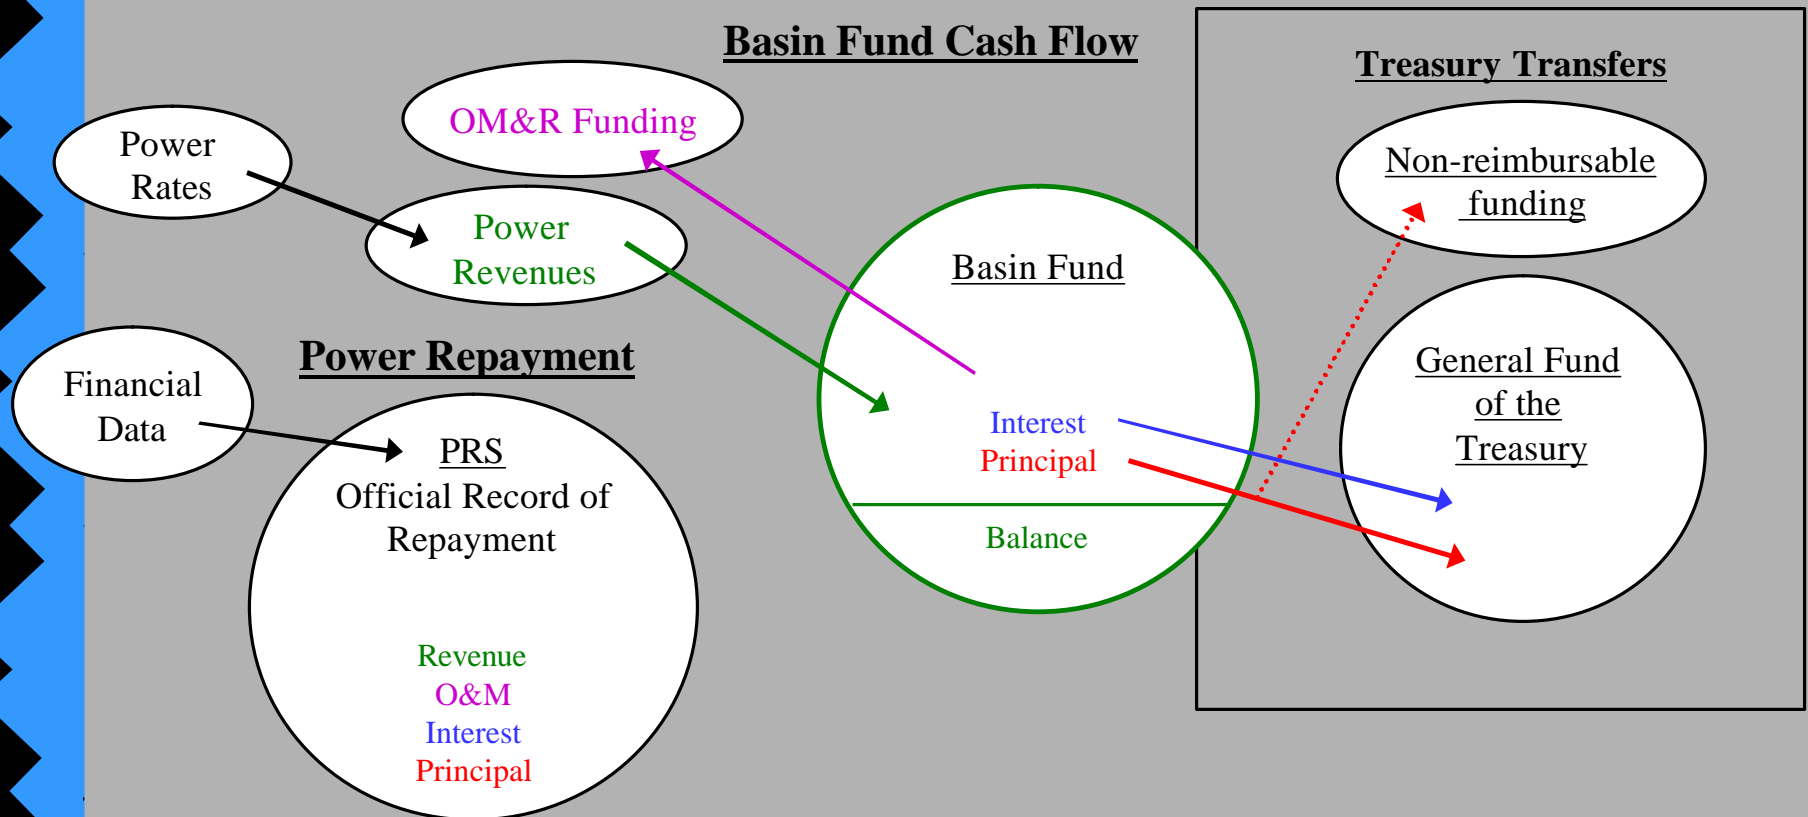 Basin Fund Cash Flow
Treasury Transfers
OM&R Funding
Power
Rates
Non-reimbursable
funding
Power
Revenues
Basin Fund
Power Repayment
General Fund
of the
Treasury
Financial
Data
Interest
Principal
PRS
Official Record of
Repayment
Balance
Revenue
O&M
Interest
Principal